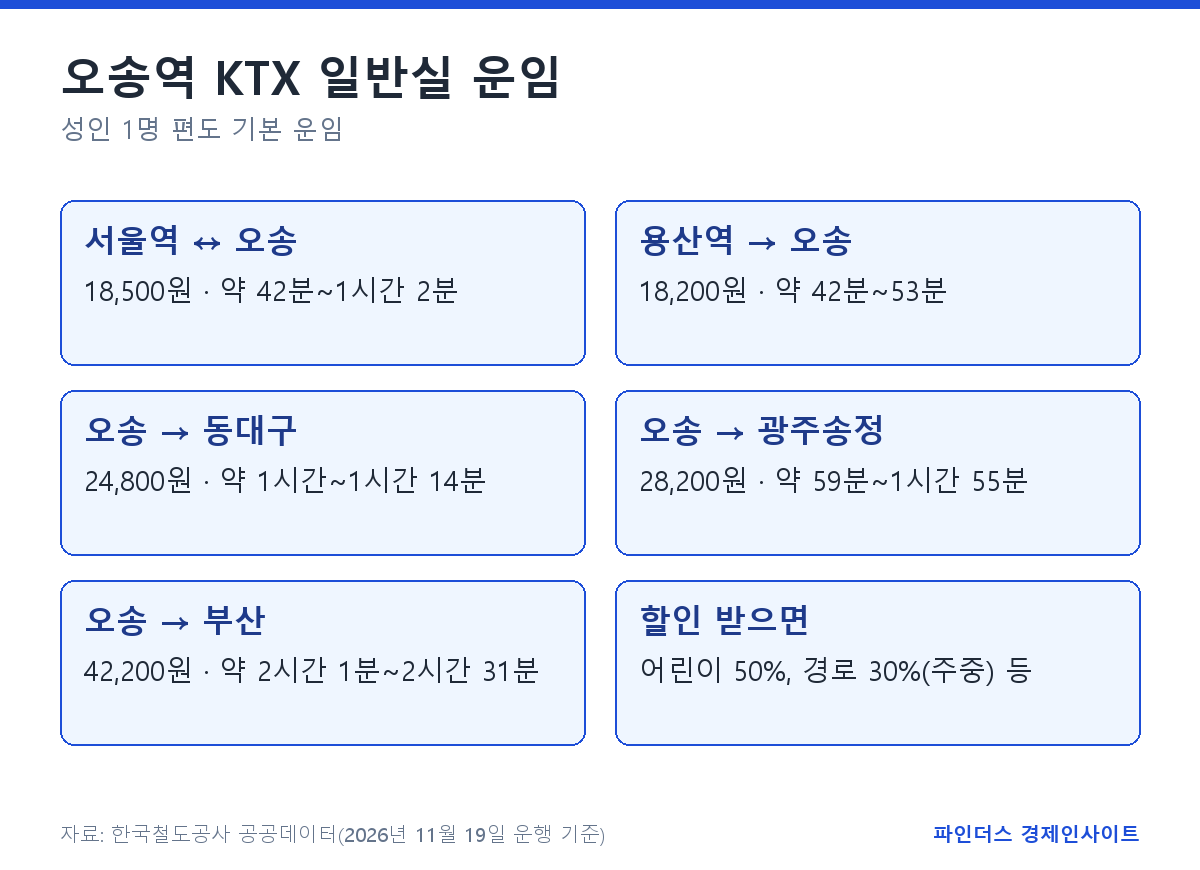 오송역 KTX 일반실 운임
성인 1명 편도 기본 운임
서울역 ↔ 오송
18,500원 · 약 42분~1시간 2분
용산역 → 오송
18,200원 · 약 42분~53분
오송 → 동대구
24,800원 · 약 1시간~1시간 14분
오송 → 광주송정
28,200원 · 약 59분~1시간 55분
오송 → 부산
42,200원 · 약 2시간 1분~2시간 31분
할인 받으면
어린이 50%, 경로 30%(주중) 등
자료: 한국철도공사 공공데이터(2026년 11월 19일 운행 기준)
파인더스 경제인사이트